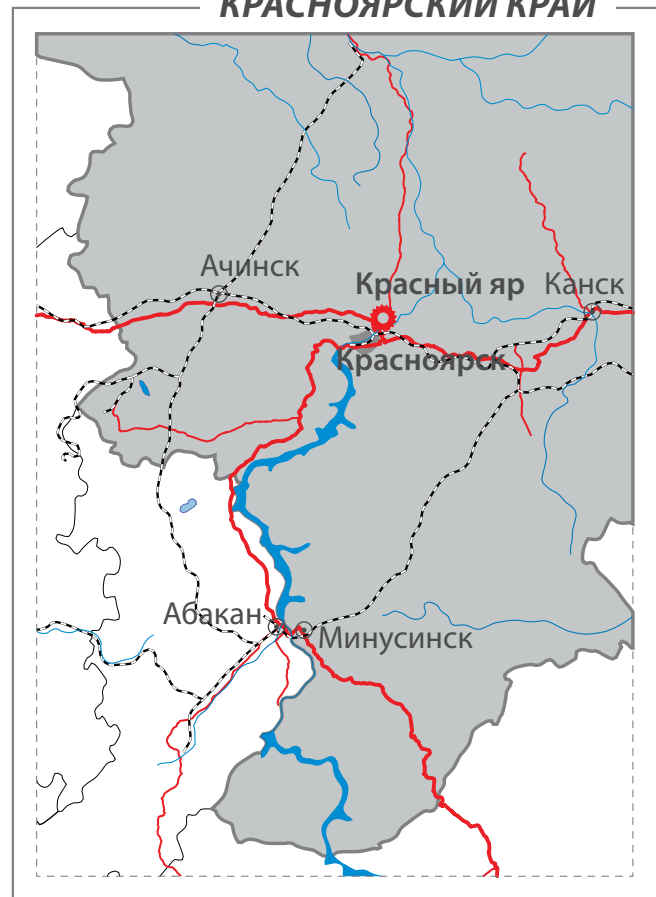 КРАСНОЯРСКИЙ КРАЙ
Ачинск
Красный яр
Канск
Красноярск
Абакан
Минусинск